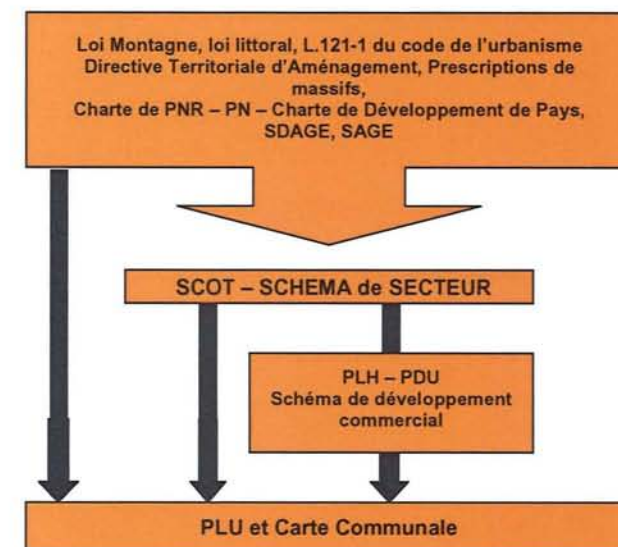 Loi Montagne, loi littoral, L.121-1 du code de l'urbanisme
Directive Territoriale d'Aménagement, Prescriptions de
massifs,
Charte de PNR – PN – Charte de Développement de Pays,
SDAGE, SAGE
SCOT – SCHEMA de SECTEUR
PLH – PDU
Schéma de développement
commercial
PLU et Carte Communale